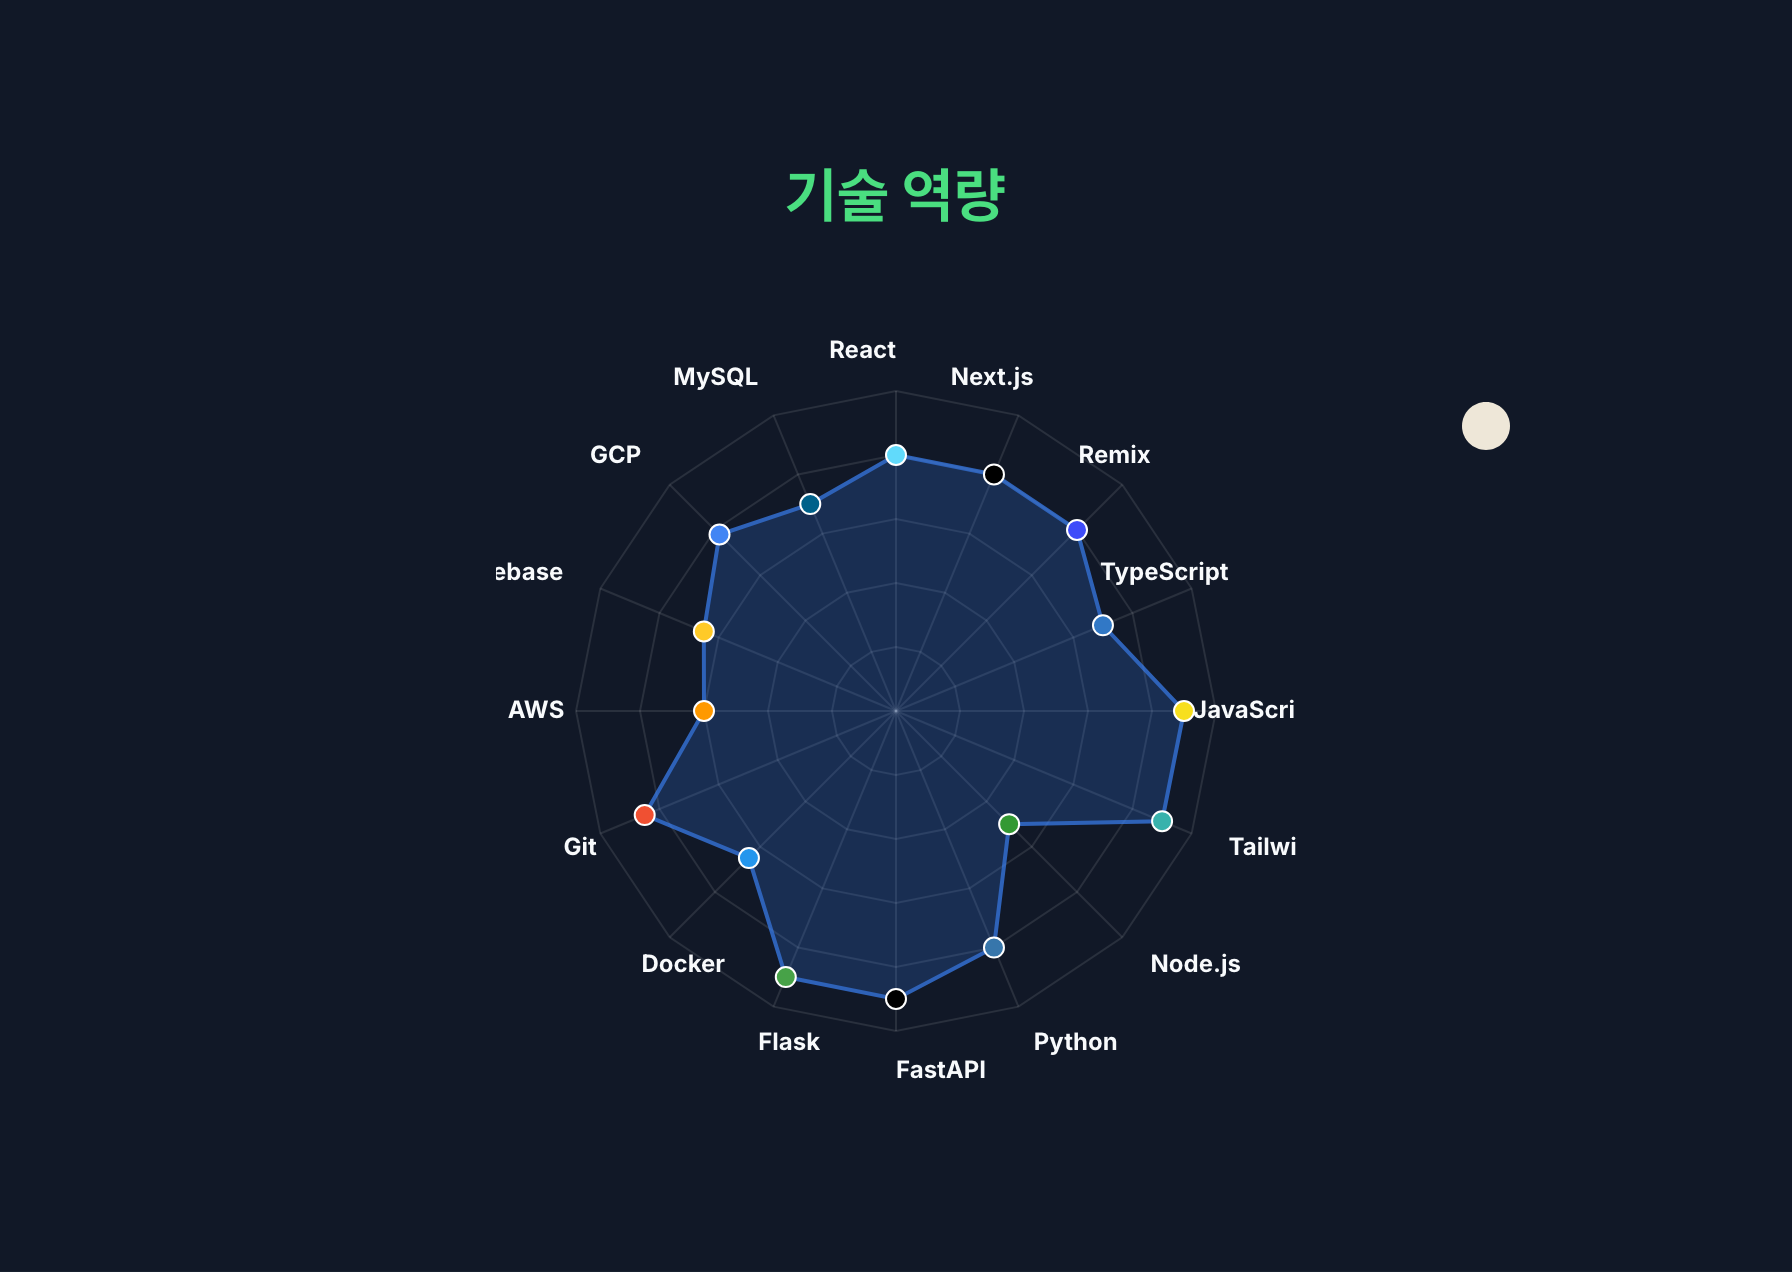 기술 역량
React
MySQL
Next.js
GCP
Remix
ebase
TypeScript
AWS
JavaScri
Git
Tailwi
Docker
Node.js
Flask
Python
FastAPI